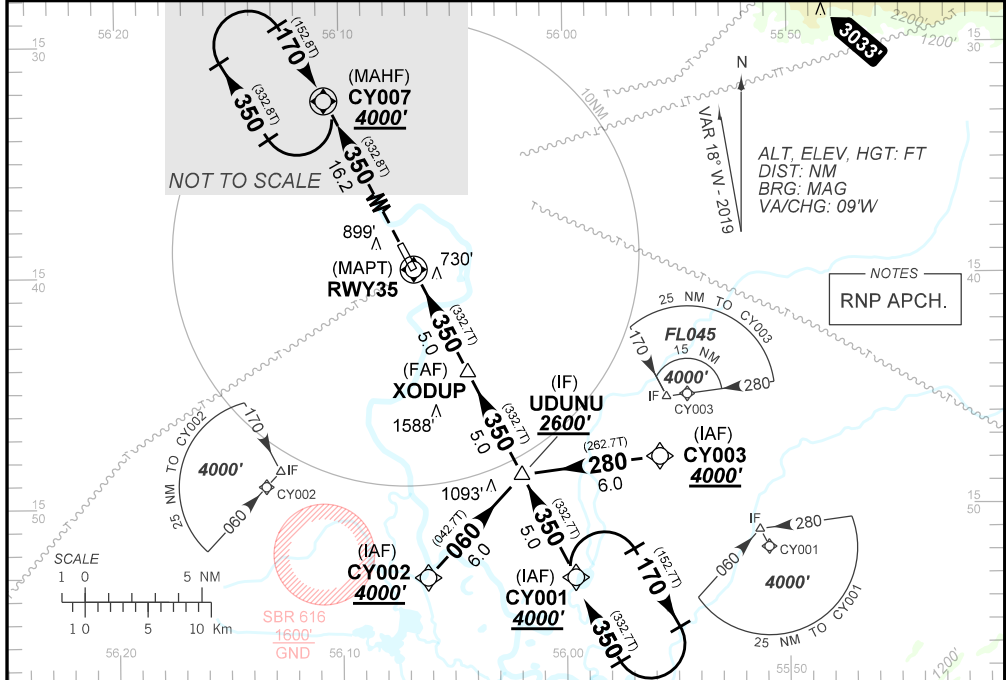 56 20
56 10
56 00
15
30
15
30
2200'
1200'
3033'
(152.8T)
170
(332.8T)
350
(MAHF)
CY007
4000'
(332.8T)
350
16.2
NOT TO SCALE
10NM
N
VAR 18° W - 2019
ALT, ELEV, HGT: FT
DIST: NM
BRG: MAG
VA/CHG: 09'W
899'
730'
(MAPT)
RWY35
15
40
15
40
NOTES
RNP APCH.
(332.7T)
350
5.0
(FAF)
XODUP
1588'
(332.7T)
350
5.0
(IF)
UDUNU
2600'
25 NM TO CY003
FL045
15 NM
4000'
170
280
IF
CY003
25 NM TO CY002
170
4000'
IF
CY002
060
(262.7T)
280
6.0
(IAF)
CY003
4000'
1093'
(042.7T)
060
6.0
(332.7T)
350
5.0
15
50
15
50
IF
280
CY001
060
4000'
25 NM TO CY001
SCALE
1 0 5 NM
1 0 5 10 Km
SBR 616
1600'
GND
(IAF)
CY002
4000'
(IAF)
CY001
4000'
(152.7T)
170
(332.7T)
350
56 20
56 10
56 00
55 50
1200'